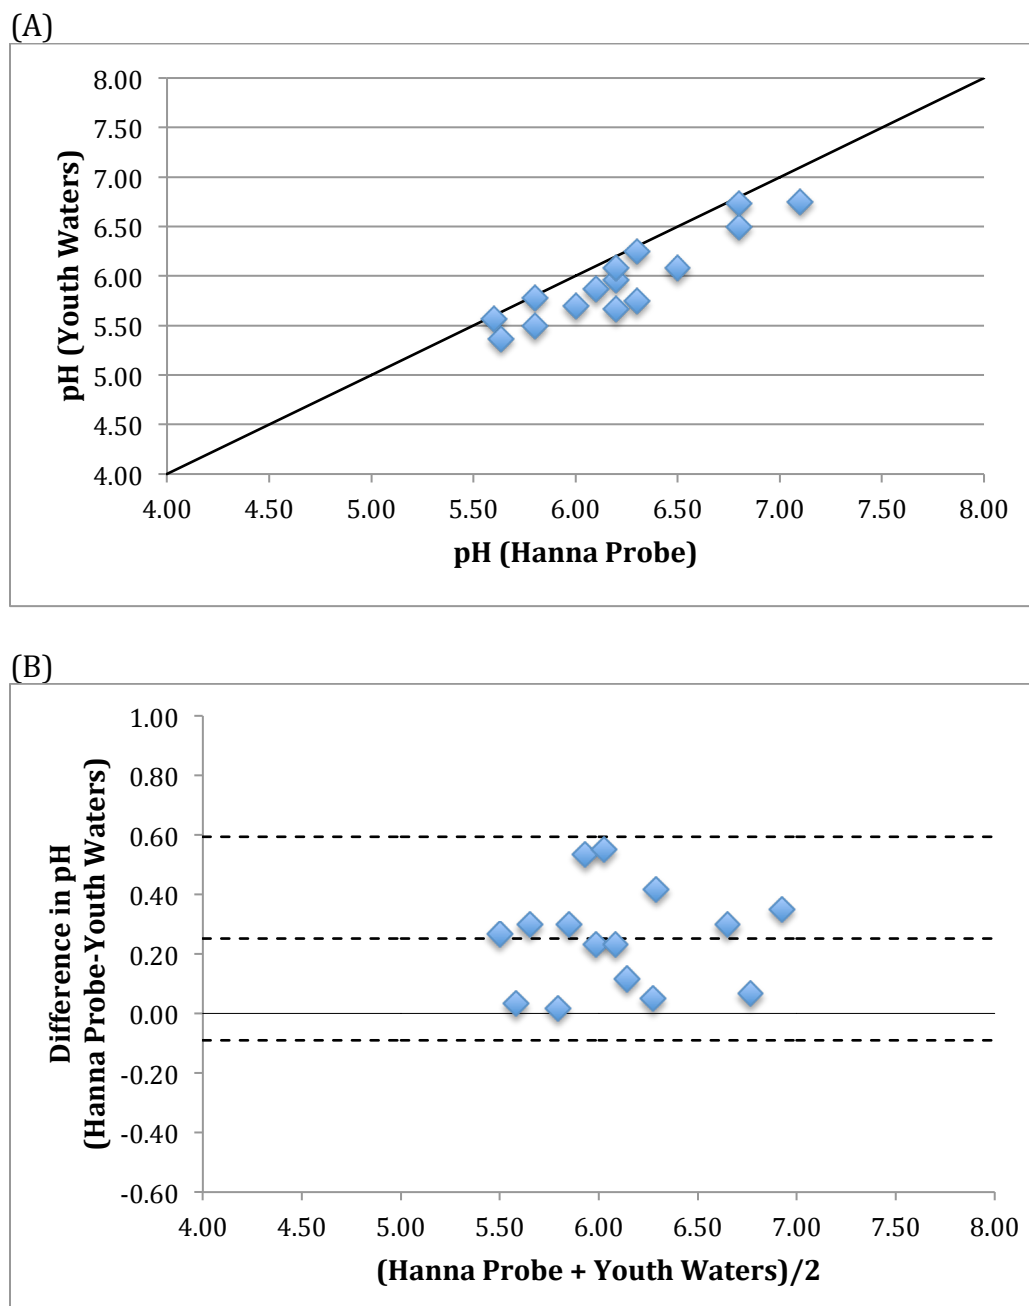 (A)
8.00
7.50
7.00
6.50
6.00
5.50
5.00
4.50
4.00
pH (Youth Waters)
4.00 4.50 5.00 5.50 6.00 6.50 7.00 7.50 8.00
pH (Hanna Probe)
(B)
1.00
0.80
0.60
0.40
0.20
0.00
-0.20
-0.40
-0.60
Difference in pH
(Hanna Probe-Youth Waters)
4.00 4.50 5.00 5.50 6.00 6.50 7.00 7.50 8.00
(Hanna Probe + Youth Waters)/2